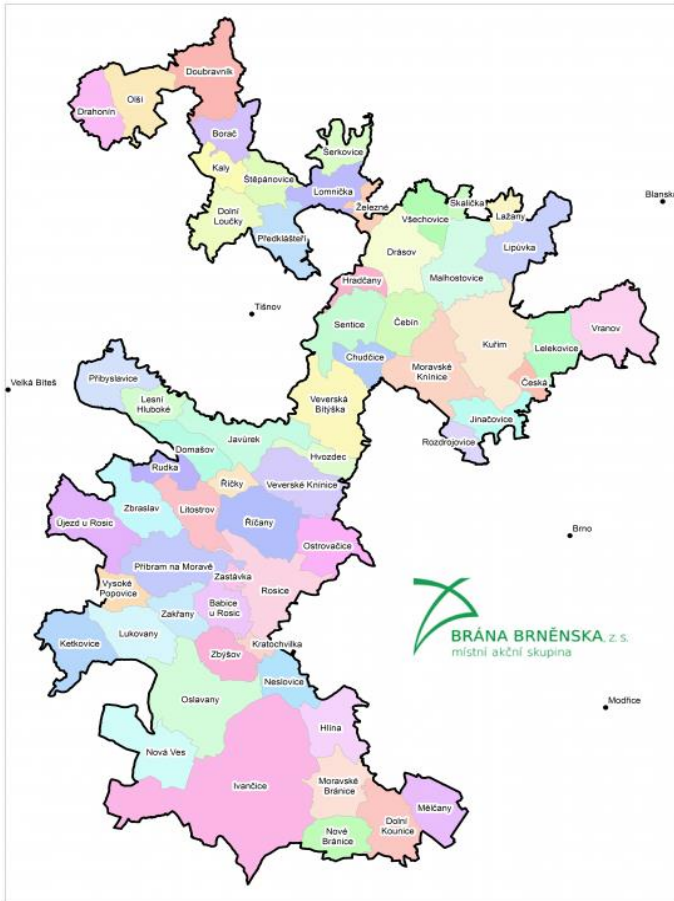 Doubravník
Olší
Drahonín
Borač
Šerkovice
Kaly
Štěpánovice
Lomnička
Železné
Skalička
Lažany
Blansko
Všechovice
Dolní
Loučky
Předklášteří
Lipůvka
Drásov
Malhostovice
Hradčany
Tišnov
Sentice
Čebín
Kuřim
Vranov
Lelekovice
Chudčice
Moravské
Knínice
Česká
Velká Bíteš
Přibyslavice
Lesní
Hluboké
Veverská
Bítýška
Jinačovice
Rozdrojovice
Javůrek
Domašov
Hvozdec
Rudka
Říčky
Veverské Knínice
Zbraslav
Litostrov
Újezd u Rosic
Říčany
Ostrovačice
Brno
Příbram na Moravě
Zastávka
Vysoké
Popovice
Rosice
Babice
u Rosic
Zakřany
Lukovany
Ketkovice
Kratochvilka
Zbýšov
BRÁNA BRNĚNSKA, z. s.
místní akční skupina
Neslovice
Oslavany
Modřice
Hlína
Nová Ves
Ivančice
Moravské
Bránice
Mělčany
Dolní
Kounice
Nové
Bránice